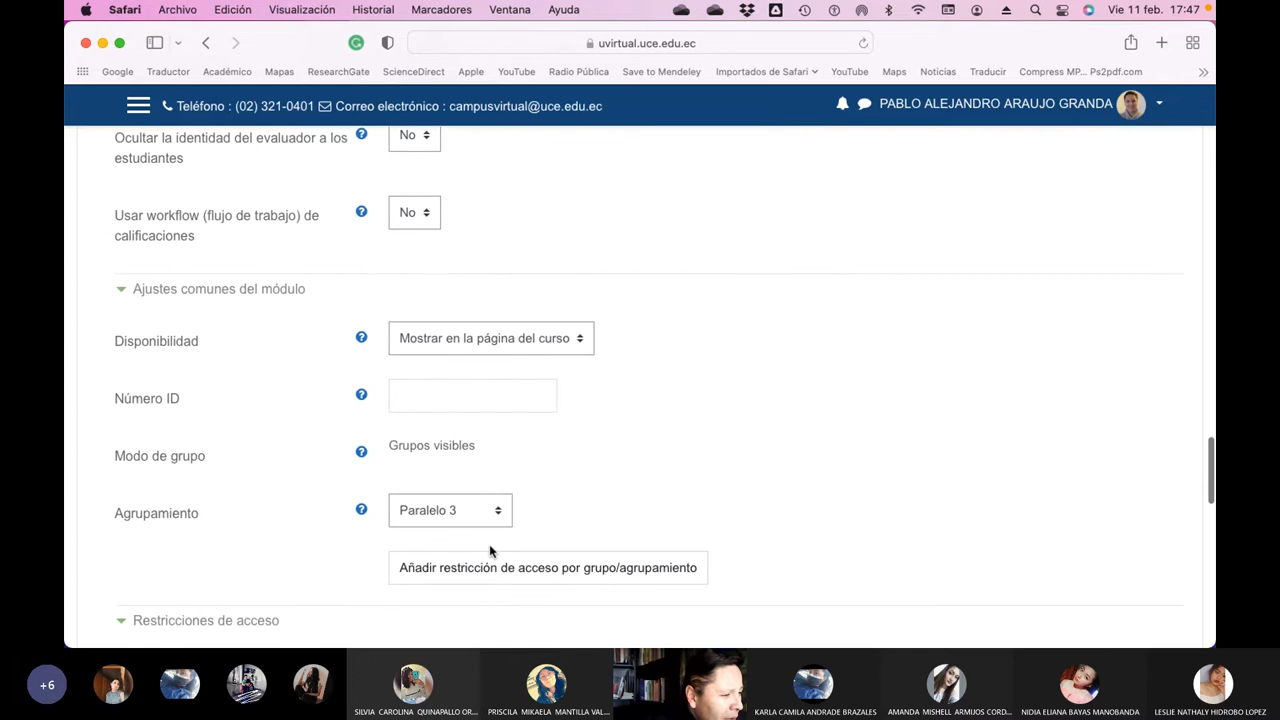 Safari Archivo Edición Visualización Historial Marcadores Ventana Ayuda Vie 11 feb. 17:47
uvirtual.uce.edu.ec
Google Traductor Académico Mapas ResearchGate ScienceDirect Apple YouTube Radio Pública Save to Mendeley Importados de Safari YouTube Maps Noticias Traducir Compress MP... Ps2pdf.com
Teléfono : (02) 321-0401 Correo electrónico : campusvirtual@uce.edu.ec PABLO ALEJANDRO ARAUJO GRANDA
Ocultar la identidad del evaluador a los No
estudiantes
Usar workflow (flujo de trabajo) de No
calificaciones
Ajustes comunes del módulo
Disponibilidad Mostrar en la página del curso
Número ID
Modo de grupo Grupos visibles
Agrupamiento Paralelo 3
Añadir restricción de acceso por grupo/agrupamiento
Restricciones de acceso
+6 SILVIA CAROLINA QUINAPALLO OR... PRISCILA MIKAELA MANTILLA VAL... KARLA CAMILA ANDRADE BRAZALES AMANDA MISHELL ARMIJOS CORD... NIDIA ELIANA BAYAS MANOBANDA LESLIE NATHALY HIDROBO LOPEZ